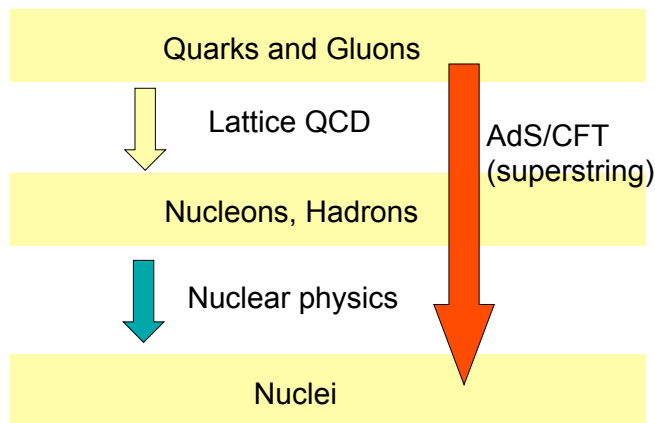 Quarks and Gluons
Lattice QCD
AdS/CFT
(superstring)
Nucleons, Hadrons
Nuclear physics
Nuclei